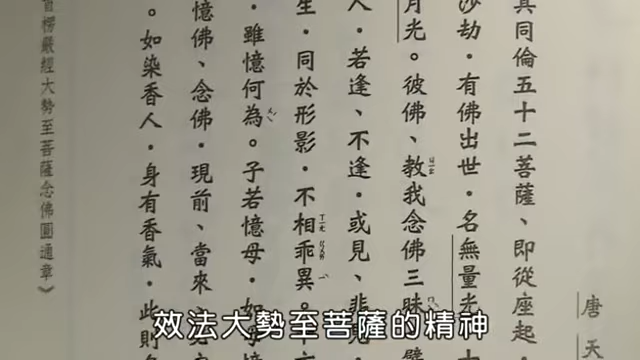 唐 天
其同倫五十二菩薩、即從座起．
沙劫．有佛出世．名無量光
月光。彼佛、教我念佛三昧
人．若逢、不逢．或見、非見
生．同於形影．不相乖異。
．雖憶何為。子若憶母．如母憶
憶佛、念佛．現前、當來
。如染香人．身有香氣．此則名
首楞嚴經大勢至菩薩念佛圓通章》
效法大勢至菩薩的精神